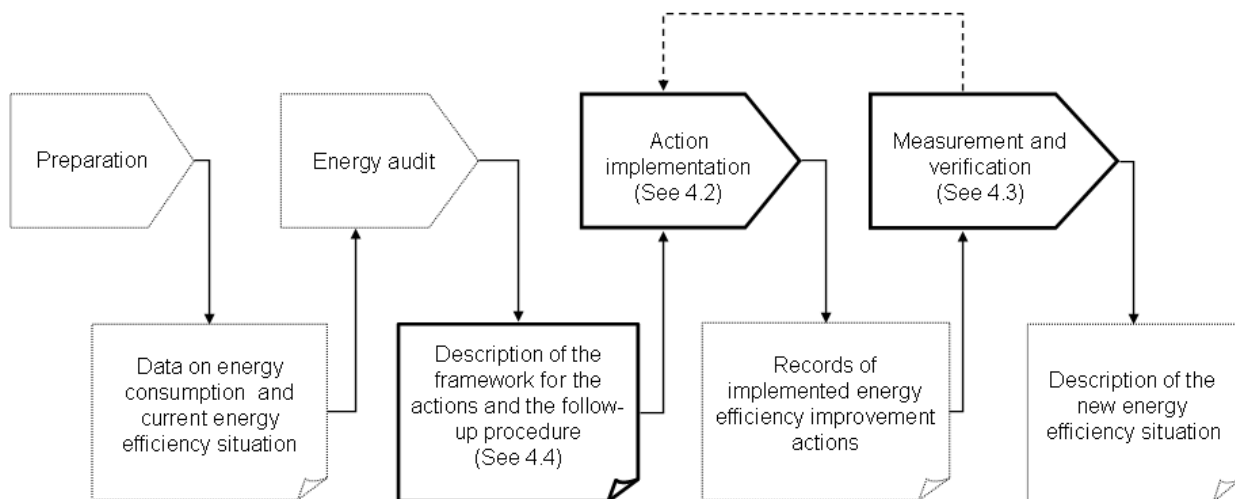 Preparation
Energy audit
Action
implementation
(See 4.2)
Measurement and
verification
(See 4.3)
Data on energy
consumption and
current energy
efficiency situation
Description of the
framework for the
actions and the follow-
up procedure
(See 4.4)
Records of
implemented energy
efficiency improvement
actions
Description of the
new energy
efficiency situation